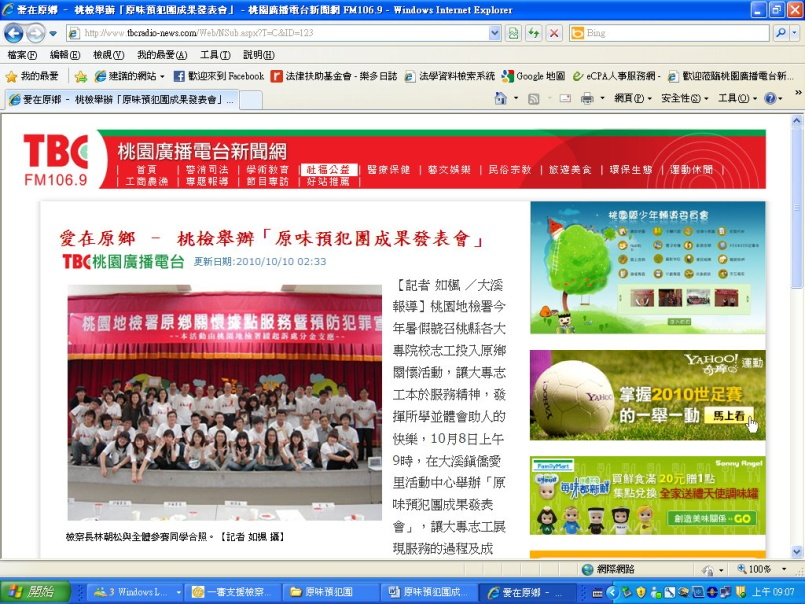 愛在原鄉 - 桃檢舉辦「原味預犯團成果發表會」 - 桃園廣播電台新聞網 FM106.9 - Windows Internet Explorer
http://www.tbcradio-news.com/Web/NSub.aspx?T=C&ID=123
Bing
檔案(F) 編輯(E) 檢視(V) 我的最愛(A) 工具(T) 說明(H)
我的最愛 建議的網站 歡迎來到 Facebook 法律扶助基金會 - 樂多日誌 法學資料檢索系統 Google 地圖 eCPA人事服務網- 歡迎蒞臨桃園廣播電台新...
愛在原鄉 - 桃檢舉辦「原味預犯團成果發表會」...
網頁(P) 安全性(S) 工具(O)
TBC 桃園廣播電台新聞網
FM106.9
首頁 | 警消司法 | 學術教育 | 社福公益 | 醫療保健 | 藝文娛樂 | 民俗宗教 | 旅遊美食 | 環保生態 | 運動休閒 |
工商農漁 | 專題報導 | 節目專訪 | 好站推薦 |
愛在原鄉 - 桃檢舉辦「原味預犯團成果發表會」
TBC桃園廣播電台 更新日期:2010/10/10 02:33
桃園地檢署原鄉關懷據點服務暨預防犯罪宣
【記者 如楓 ／大溪
報導】桃園地檢署今
年暑假號召桃縣各大
專院校志工投入原鄉
關懷活動，讓大專志
工本於服務精神，發
揮所學並體會助人的
快樂，10月8日上午
9時，在大溪鎮僑愛
里活動中心舉辦「原
味預犯團成果發表
會」，讓大專志工展
現服務的過程及成
檢察長林朝松與全體參賽同學合照。【記者 如楓 攝】
YAHOO! 奇摩 運動
掌握2010世足賽
的一舉一動 馬上看
FamilyMart
Sonny Angel
買鮮食滿20元贈1點
集點兌換 全家送禮天使調味罐
創造美味關係 GO
網際網路 100%
開始 3 Windows L... 一審支援檢察... 原味預犯團 原味預犯團成... 愛在原鄉 - ... 上午 09:07